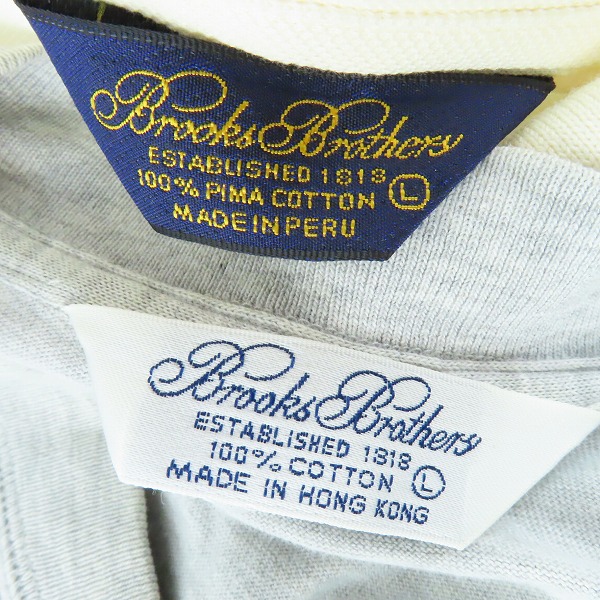 Brooks Brothers
ESTABLISHED 1818
100% PIMA COTTON L
MADE IN PERU
Brooks Brothers
ESTABLISHED 1818
100% COTTON L
MADE IN HONG KONG